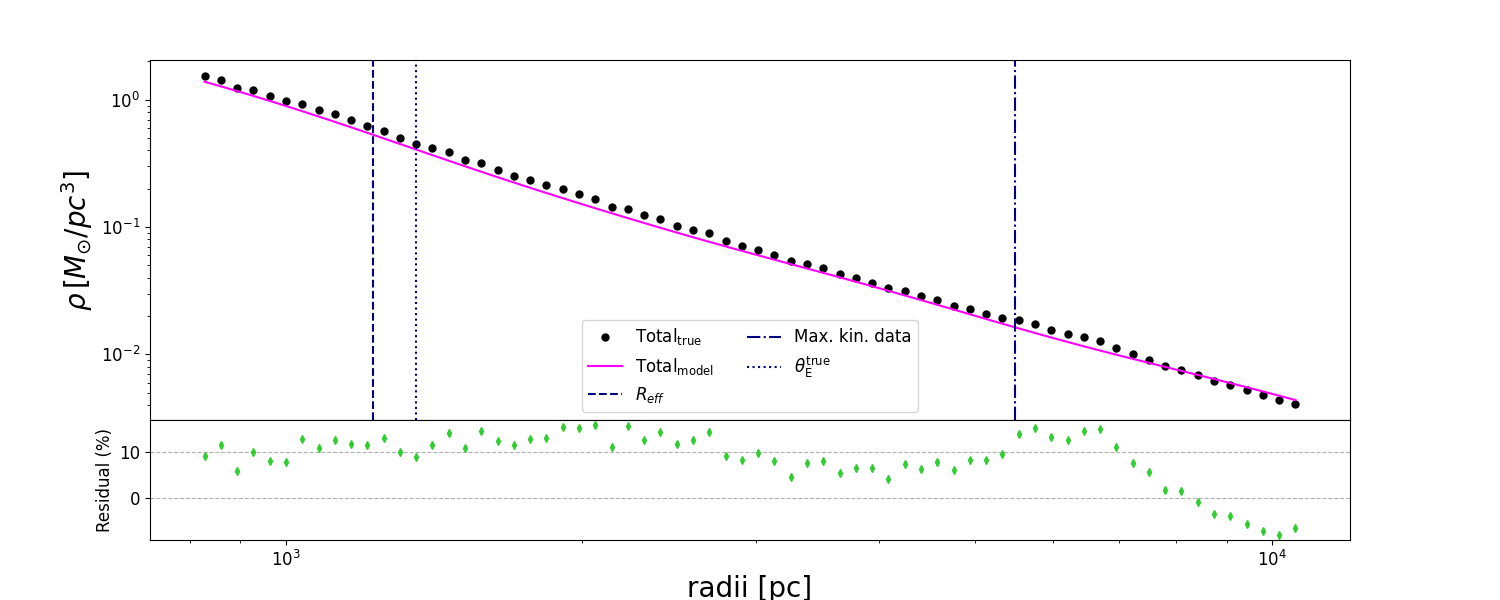 10⁰
10⁻¹
10⁻²
ρ [M⊙/pc³]
Total_true
Total_model
R_eff
Max. kin. data
θ_E^true
Residual (%)
10
0
10³
10⁴
radii [pc]